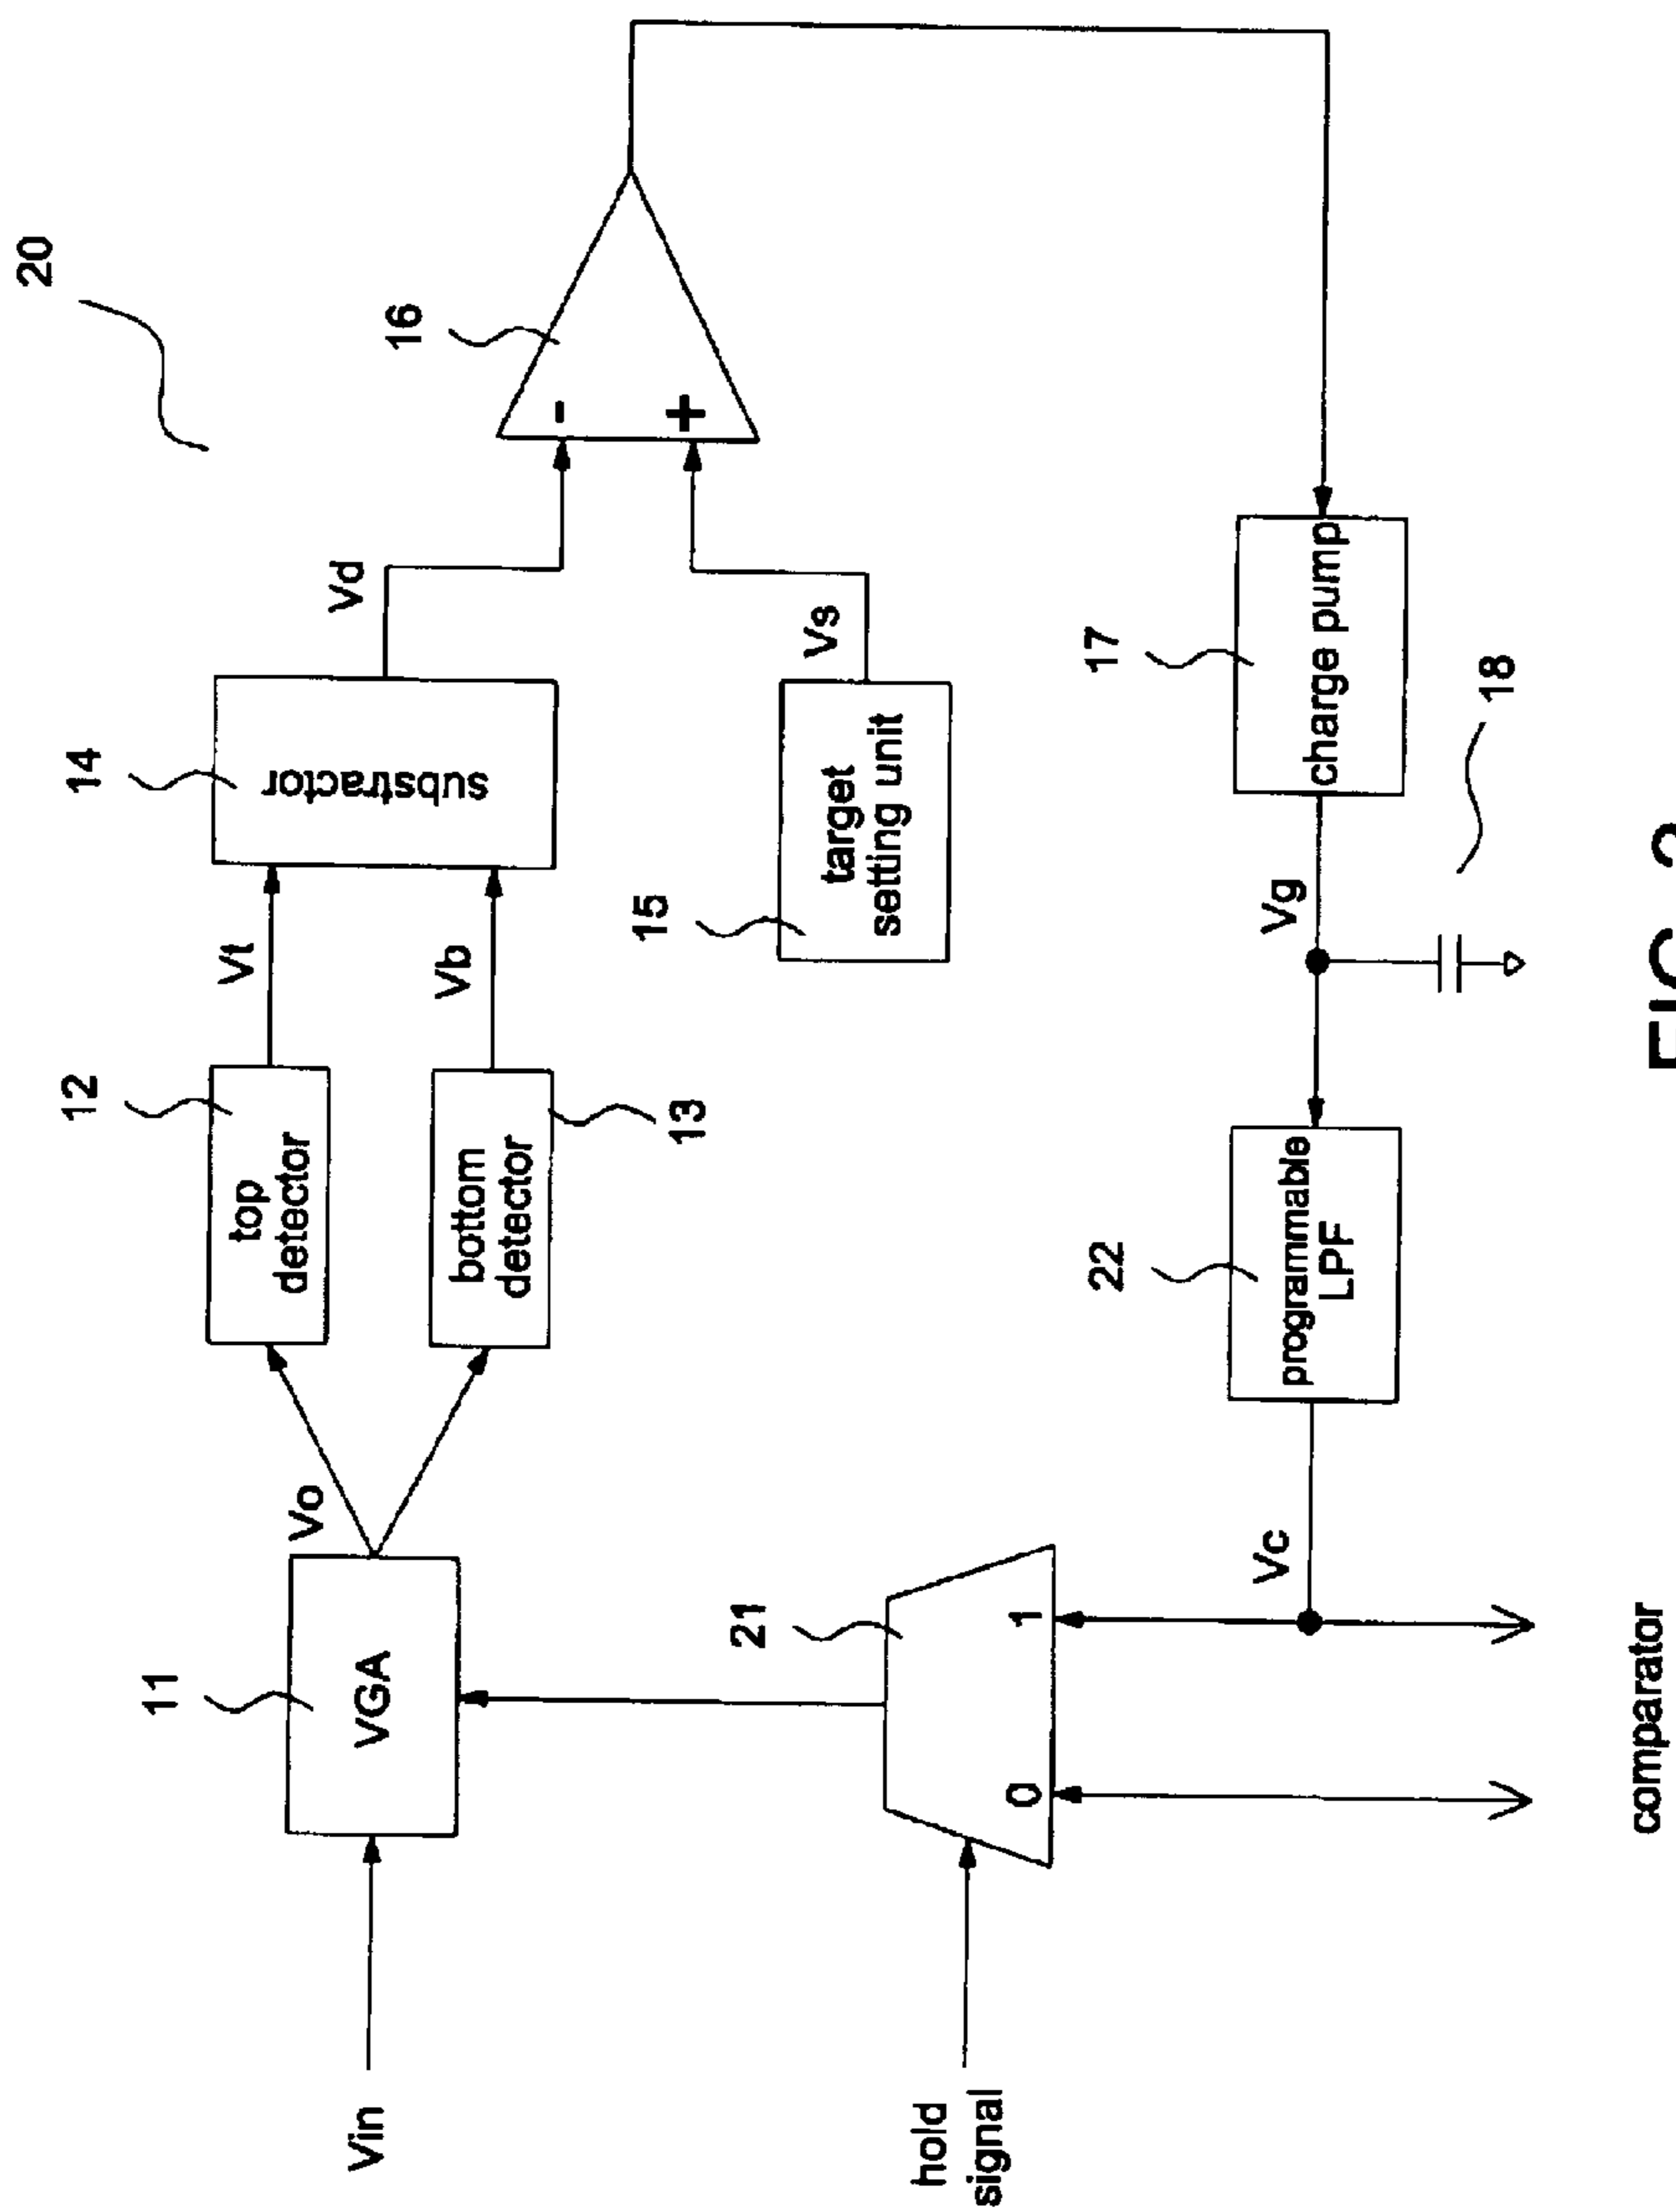 20
12
top
detector
Vt
14
substractor
Vd
16
-
+
11
VGA
Vin
Vo
bottom
detector
13
Vb
15
target
setting unit
Vs
21
0
1
hold
signal
Vc
22
programmable
LPF
Vg
17
charge pump
18
comparator